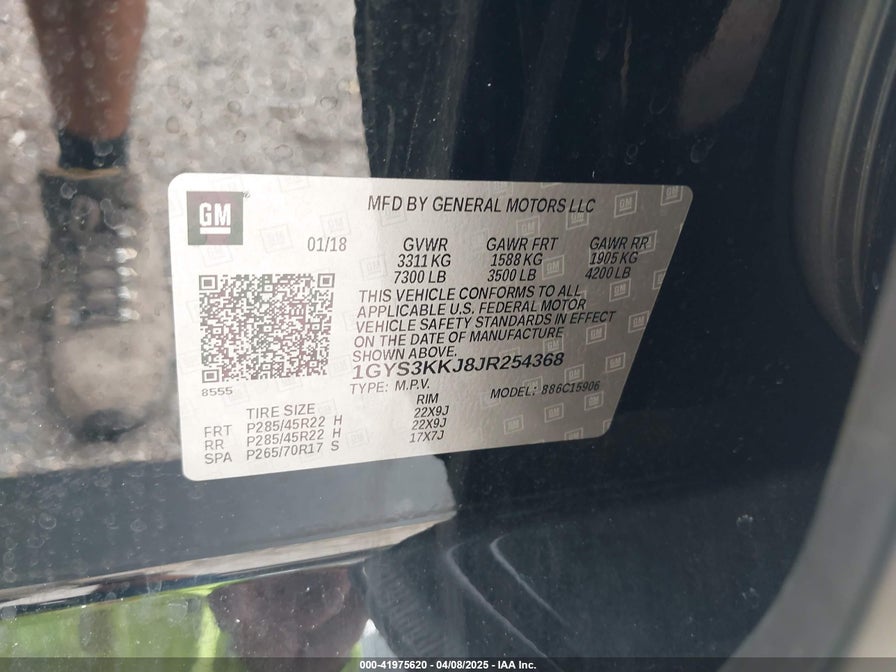 GM
®
MFD BY GENERAL MOTORS LLC
01/18 GVWR GAWR FRT GAWR RR
3311 KG 1588 KG 1905 KG
7300 LB 3500 LB 4200 LB
THIS VEHICLE CONFORMS TO ALL
APPLICABLE U.S. FEDERAL MOTOR
VEHICLE SAFETY STANDARDS IN EFFECT
ON THE DATE OF MANUFACTURE
SHOWN ABOVE.
1GYS3KKJ8JR254368
8555
TYPE: M.P.V. MODEL: 886C15906
TIRE SIZE RIM
FRT P285/45R22 H 22X9J
RR P285/45R22 H 22X9J
SPA P265/70R17 S 17X7J
000-41975620 - 04/08/2025 - IAA Inc.